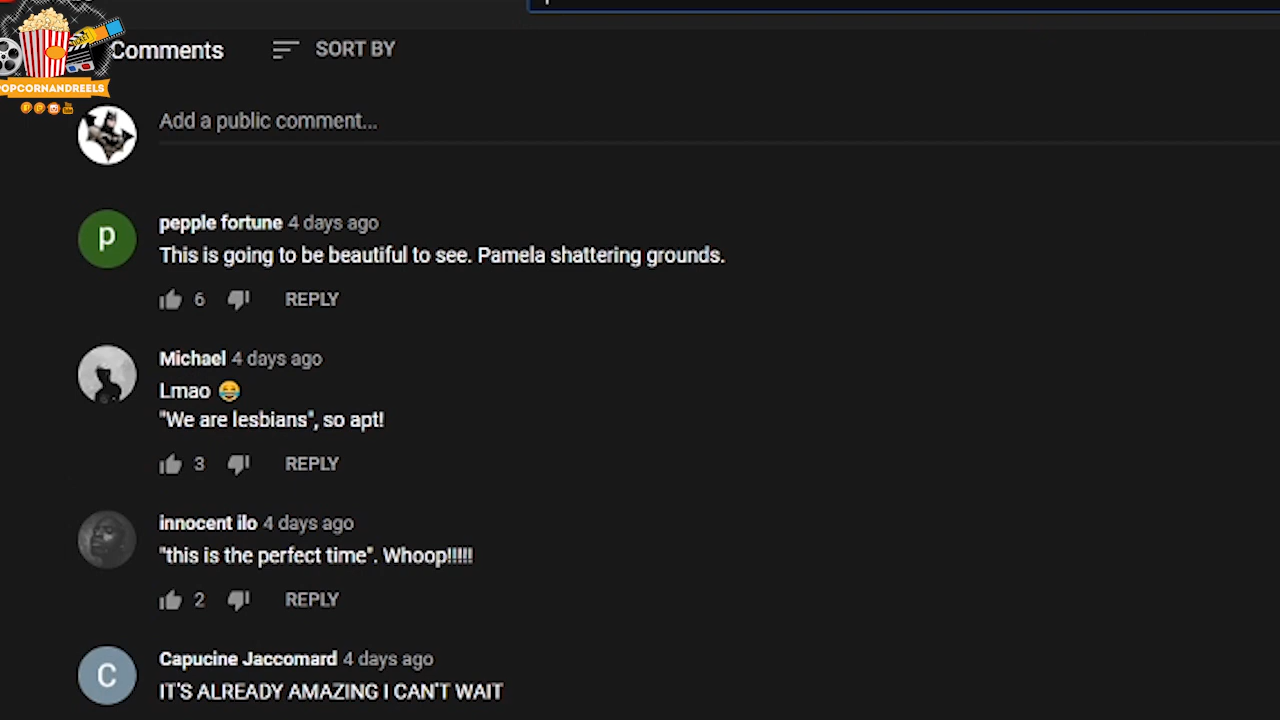 POPCORNANDREELS
Comments
SORT BY
Add a public comment...
P
pepple fortune 4 days ago
This is going to be beautiful to see. Pamela shattering grounds.
6 REPLY
Michael 4 days ago
Lmao 😂
"We are lesbians", so apt!
3 REPLY
innocent ilo 4 days ago
"this is the perfect time". Whoop!!!!!
2 REPLY
C
Capucine Jaccomard 4 days ago
IT'S ALREADY AMAZING I CAN'T WAIT